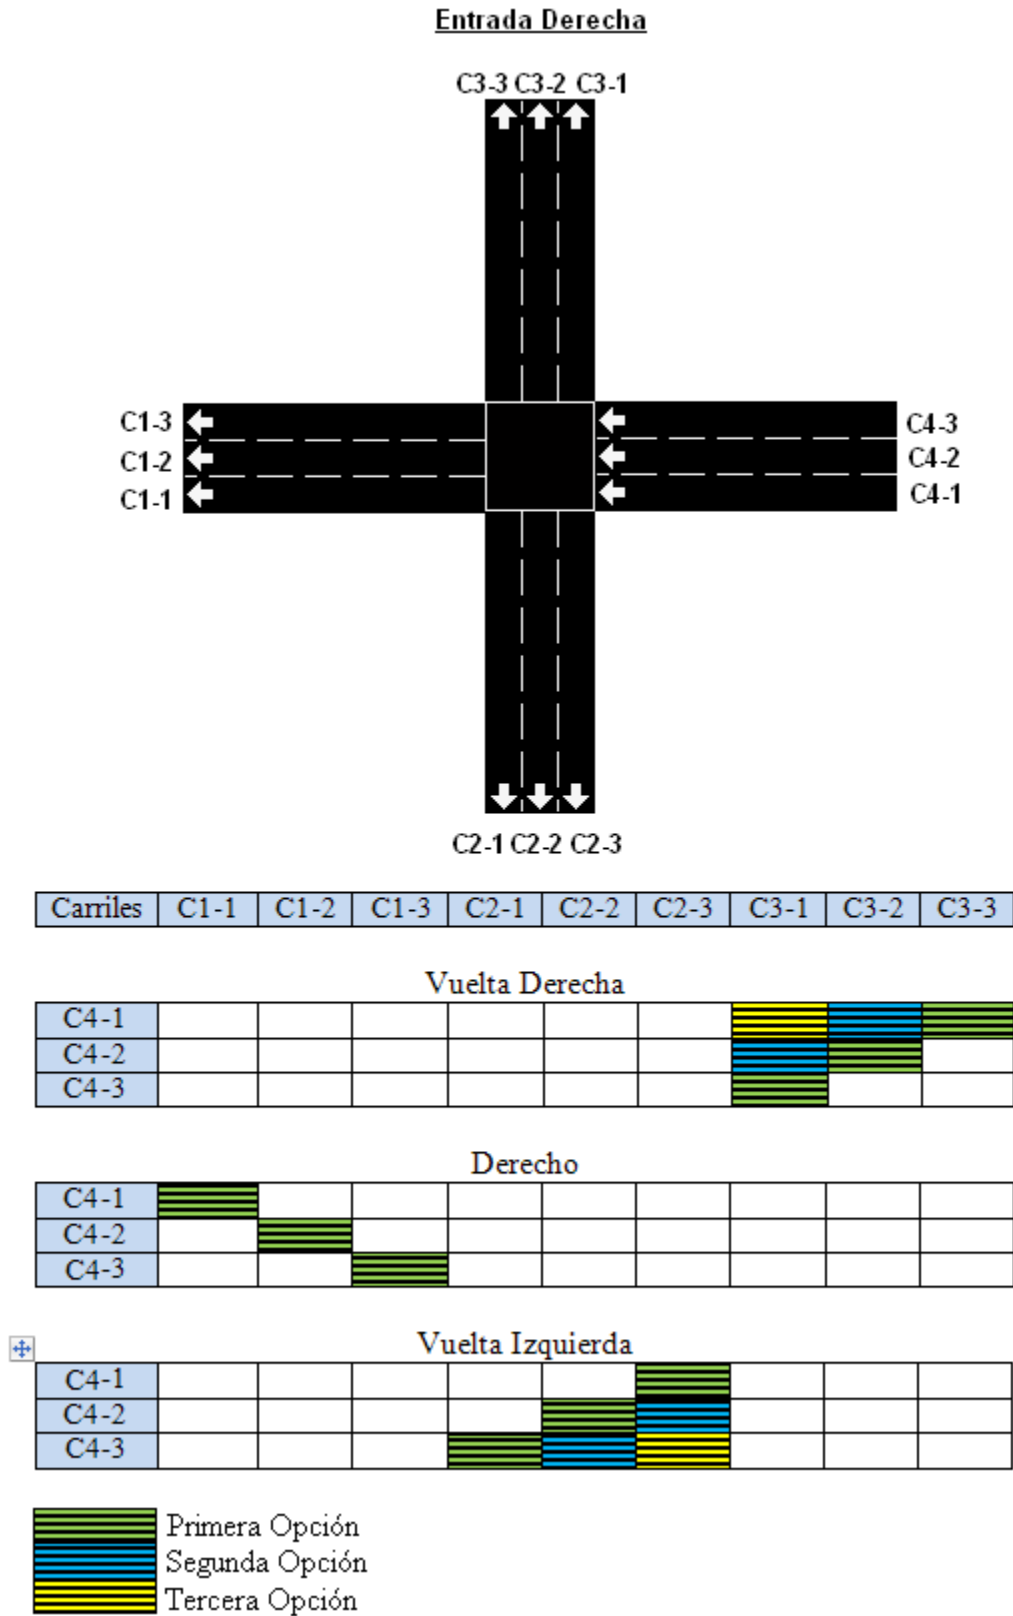 Entrada Derecha
C3-3 C3-2 C3-1
C1-3
C1-2
C1-1
C4-3
C4-2
C4-1
C2-1 C2-2 C2-3
Carriles C1-1 C1-2 C1-3 C2-1 C2-2 C2-3 C3-1 C3-2 C3-3
Vuelta Derecha
C4-1
C4-2
C4-3
Derecho
C4-1
C4-2
C4-3
Vuelta Izquierda
C4-1
C4-2
C4-3
Primera Opción
Segunda Opción
Tercera Opción